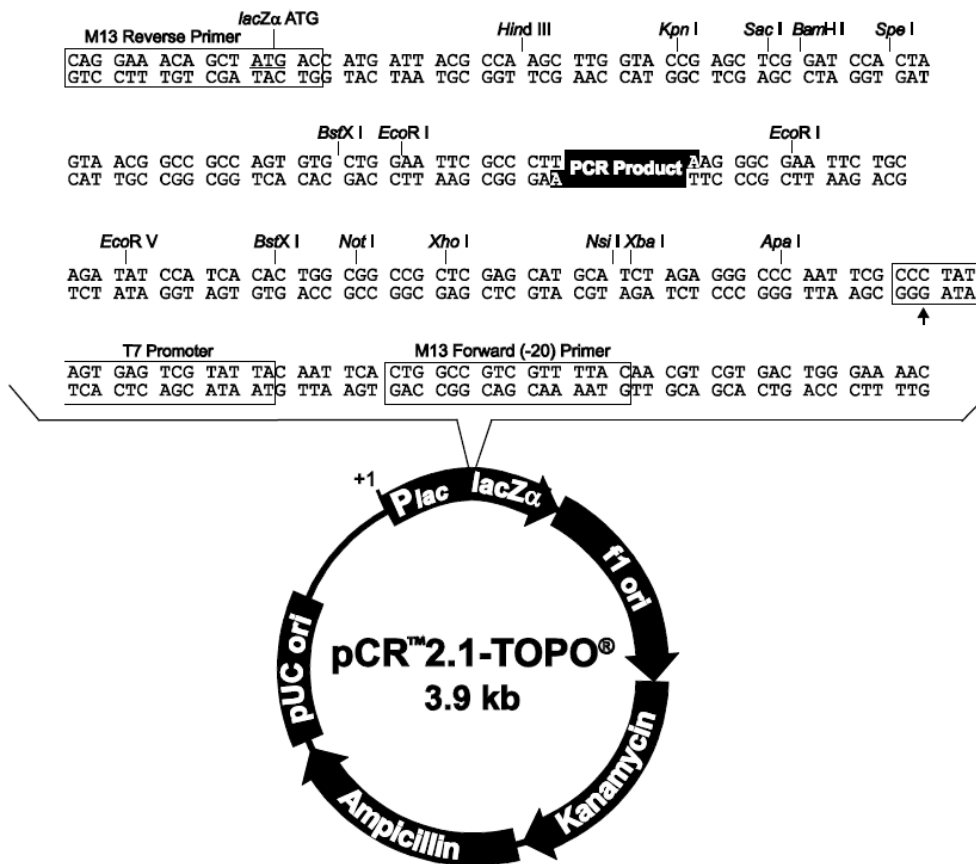 lacZα ATG
M13 Reverse Primer Hind III Kpn I Sac I BamH I Spe I
CAG GAA ACA GCT ATG ACC ATG ATT ACG CCA AGC TTG GTA CCG AGC TCG GAT CCA CTA
GTC CTT TGT CGA TAC TGG TAC TAA TGC GGT TCG AAC CAT GGC TCG AGC CTA GGT GAT
BstX I EcoR I EcoR I
GTA ACG GCC GCC AGT GTG CTG GAA TTC GCC CTT PCR Product AAG GGC GAA TTC TGC
CAT TGC CGG CGG TCA CAC GAC CTT AAG CGG GAA TTC CCG CTT AAG ACG
EcoR V BstX I Not I Xho I Nsi I Xba I Apa I
AGA TAT CCA TCA CAC TGG CGG CCG CTC GAG CAT GCA TCT AGA GGG CCC AAT TCG CCC TAT
TCT ATA GGT AGT GTG ACC GCC GGC GAG CTC GTA CGT AGA TCT CCC GGG TTA AGC GGG ATA
T7 Promoter M13 Forward (-20) Primer
AGT GAG TCG TAT TAC AAT TCA CTG GCC GTC GTT TTA CAA CGT CGT GAC TGG GAA AAC
TCA CTC AGC ATA ATG TTA AGT GAC CGG CAG CAA AAT GTT GCA GCA CTG ACC CTT TTG
+1
Plac
lacZα
f1 ori
Kanamycin
Ampicillin
pUC ori
pCR™2.1-TOPO®
3.9 kb